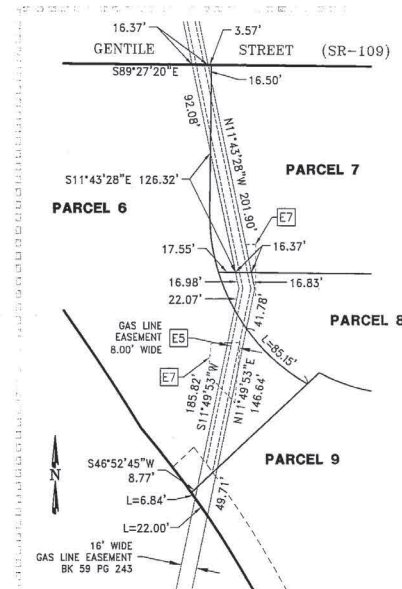 16.37' 3.57'
GENTILE STREET (SR-109)
S89°27'20"E
16.50'
92.08'
N11°43'28"W 201.90'
S11°43'28"E 126.32'
PARCEL 7
PARCEL 6
E7
17.55' 16.37'
16.98' 16.83'
22.07'
41.78'
PARCEL 8
GAS LINE
EASEMENT E5
8.00' WIDE
L=85.15'
E7
185.82'
S11°49'53"W
N11°49'53"E
146.64'
S46°52'45"W
8.77'
PARCEL 9
N
L=6.84'
49.71'
L=22.00'
16' WIDE
GAS LINE EASEMENT
BK 59 PG 243